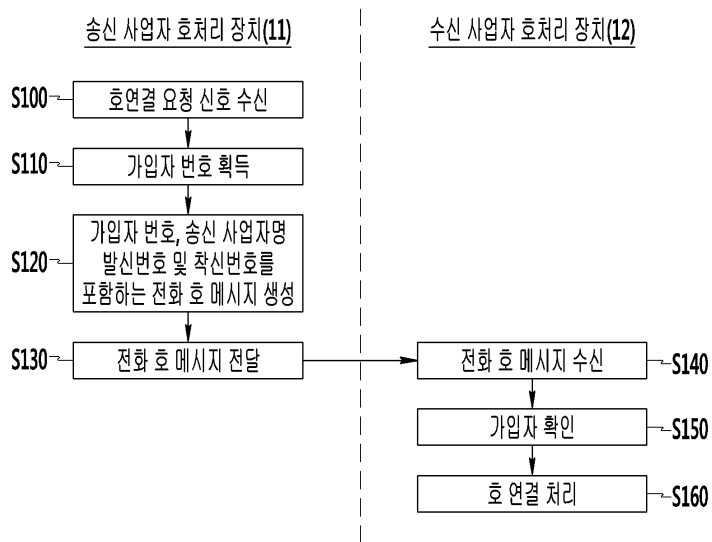 송신 사업자 호처리 장치(11)
수신 사업자 호처리 장치(12)
S100
호연결 요청 신호 수신
S110
가입자 번호 획득
S120
가입자 번호, 송신 사업자명
발신번호 및 착신번호를
포함하는 전화 호 메시지 생성
S130
전화 호 메시지 전달
전화 호 메시지 수신
S140
가입자 확인
S150
호 연결 처리
S160